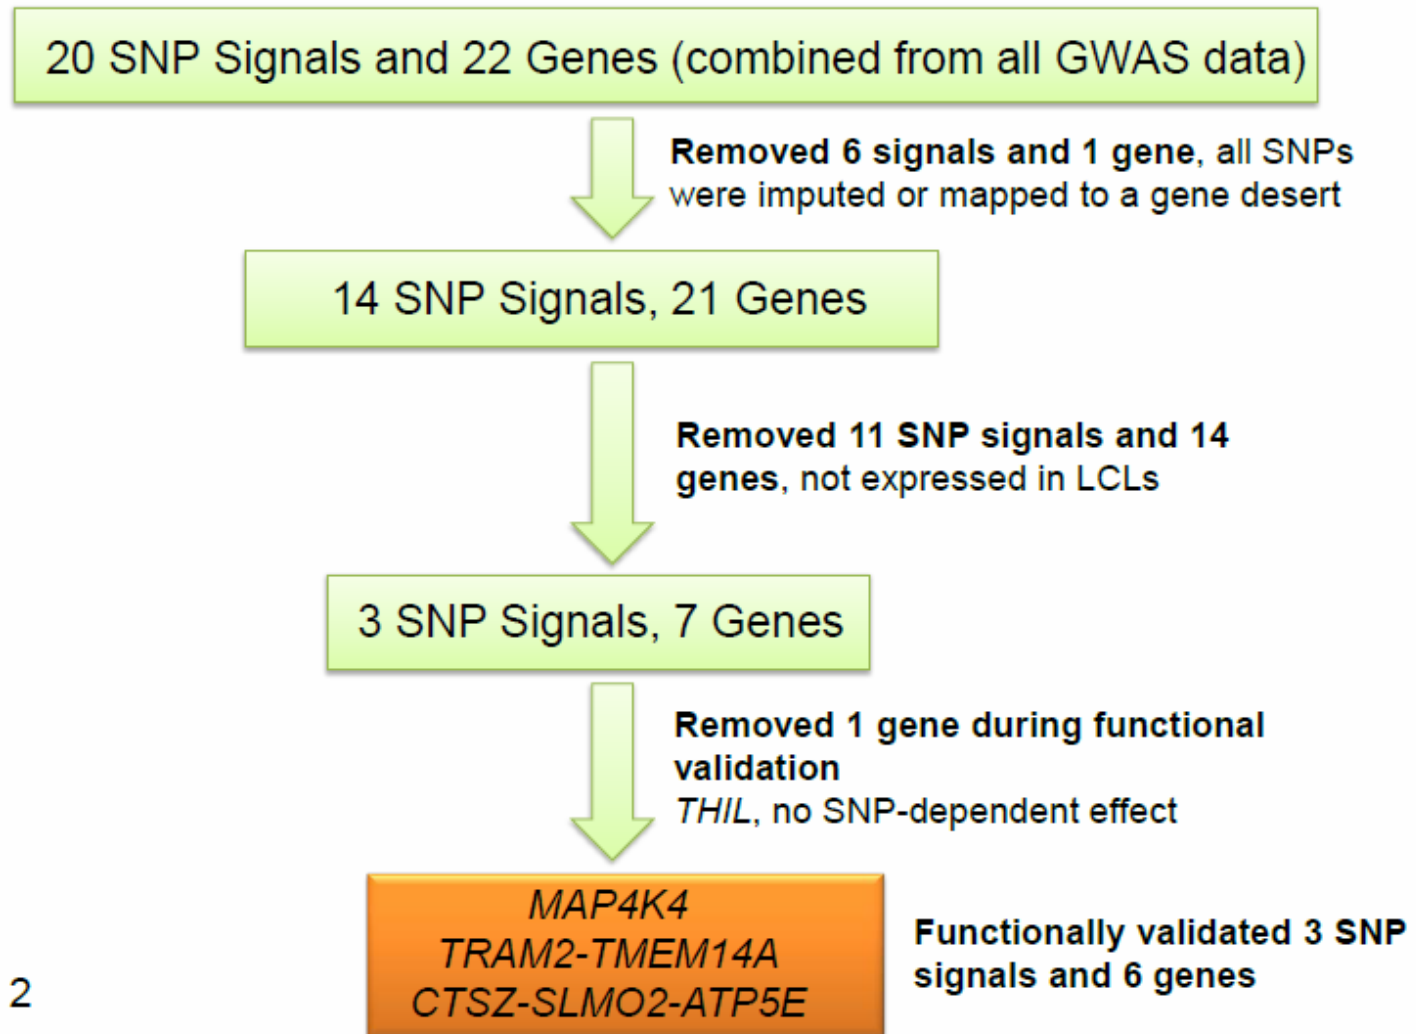 20 SNP Signals and 22 Genes (combined from all GWAS data)
Removed 6 signals and 1 gene, all SNPs
were imputed or mapped to a gene desert
14 SNP Signals, 21 Genes
Removed 11 SNP signals and 14
genes, not expressed in LCLs
3 SNP Signals, 7 Genes
Removed 1 gene during functional
validation
THIL, no SNP-dependent effect
MAP4K4
TRAM2-TMEM14A
CTSZ-SLMO2-ATP5E
Functionally validated 3 SNP
signals and 6 genes
2